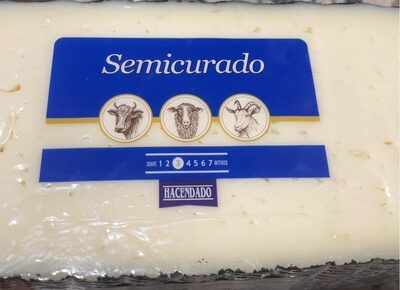 Semicurado
SUAVE 1 2 3 4 5 6 7 INTENSO
HACENDADO